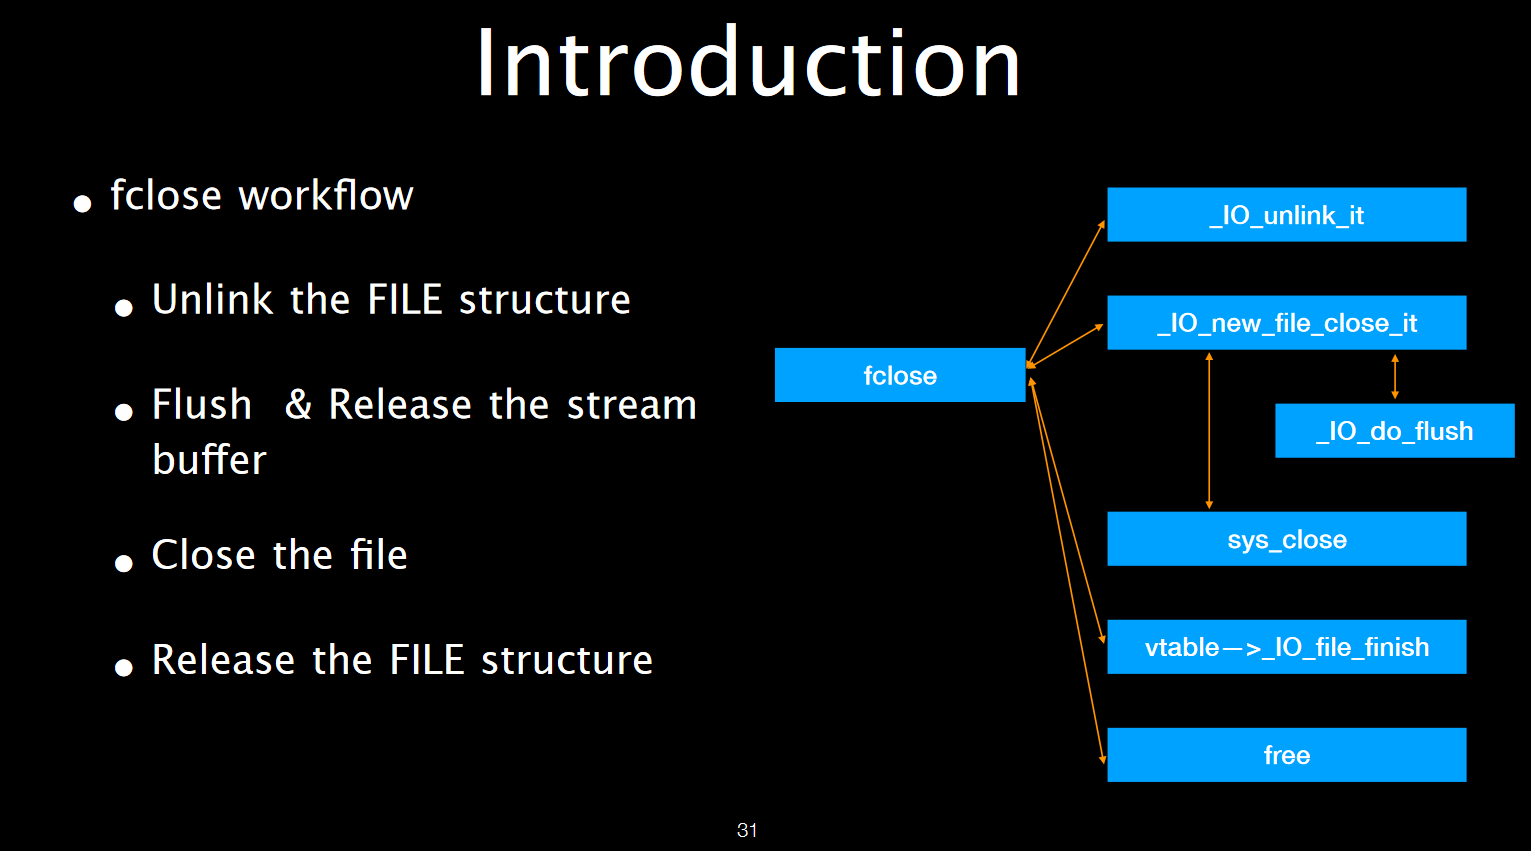 Introduction
• fclose workflow
• Unlink the FILE structure
• Flush & Release the stream
buffer
• Close the file
• Release the FILE structure
fclose
_IO_unlink_it
_IO_new_file_close_it
_IO_do_flush
sys_close
vtable—>_IO_file_finish
free
31